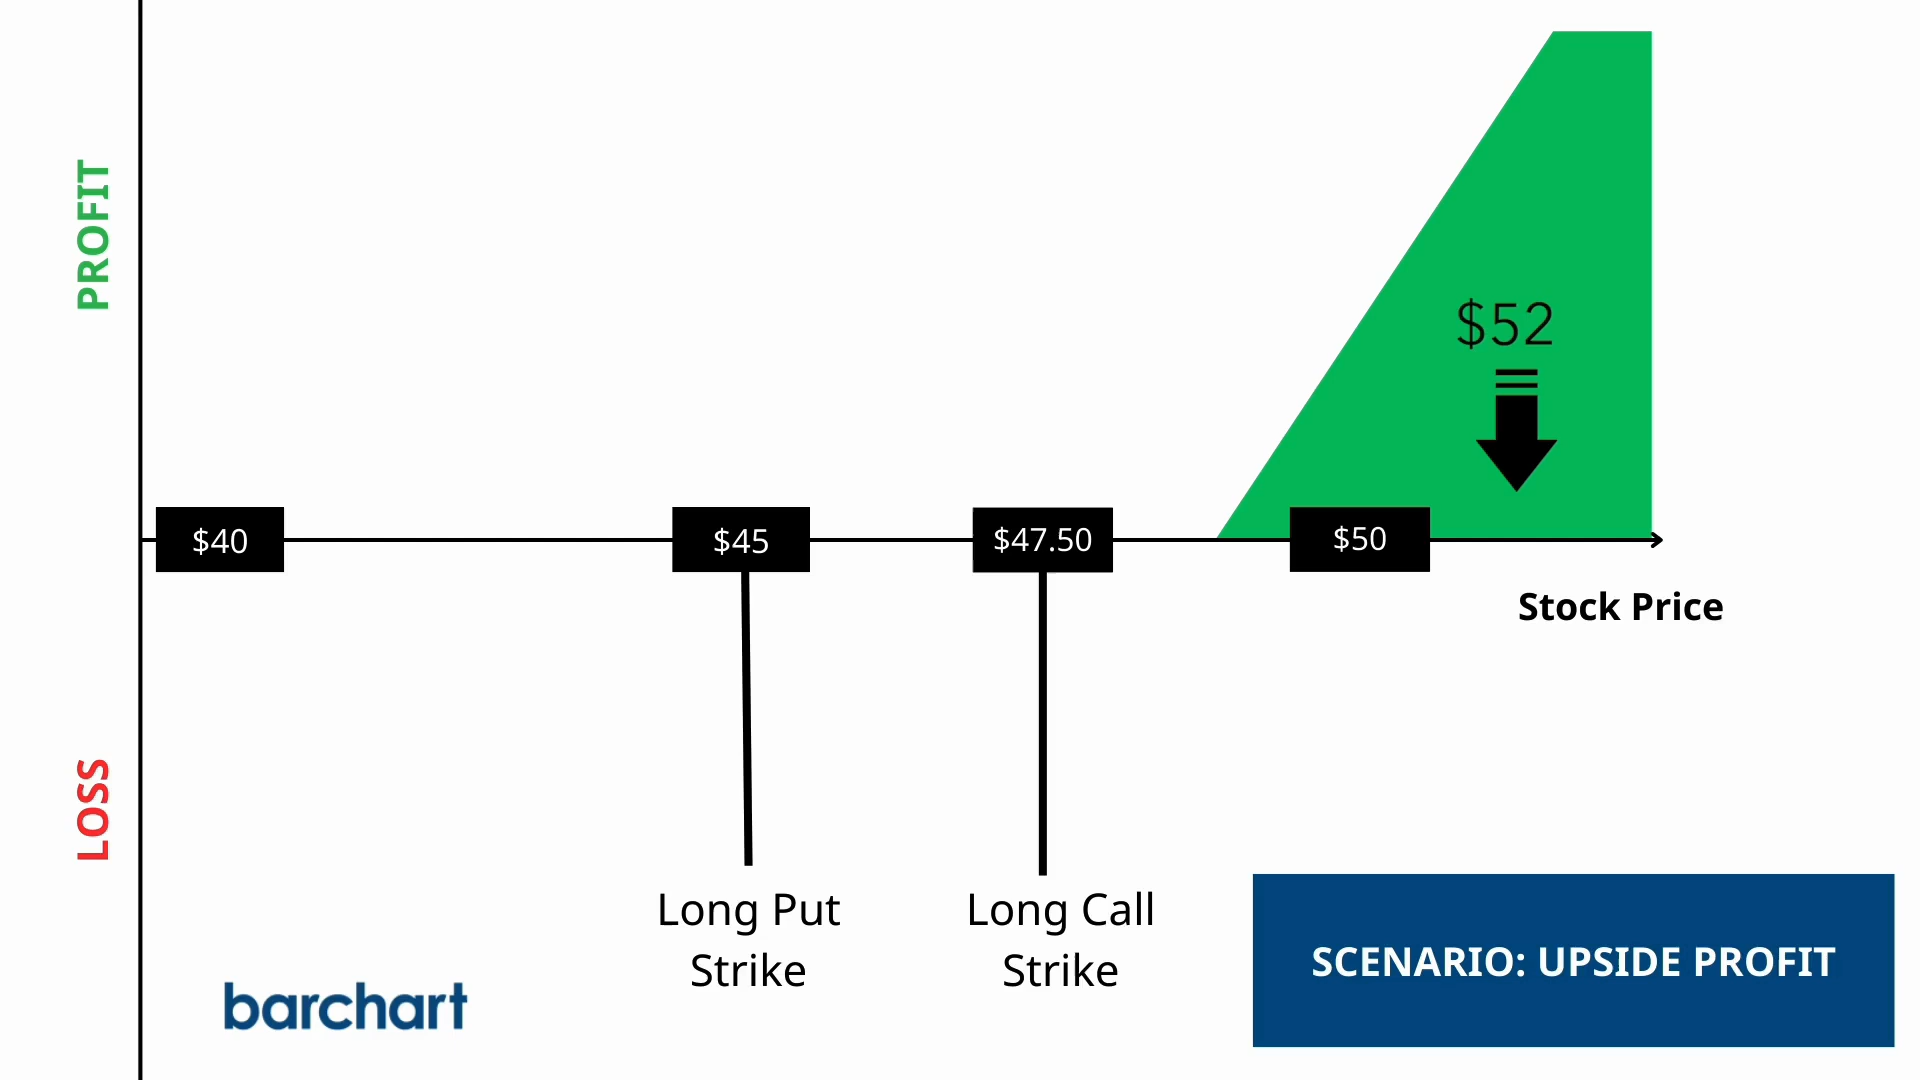 PROFIT
$52
$40
$45
$47.50
$50
Stock Price
LOSS
Long Put
Strike
Long Call
Strike
SCENARIO: UPSIDE PROFIT
barchart